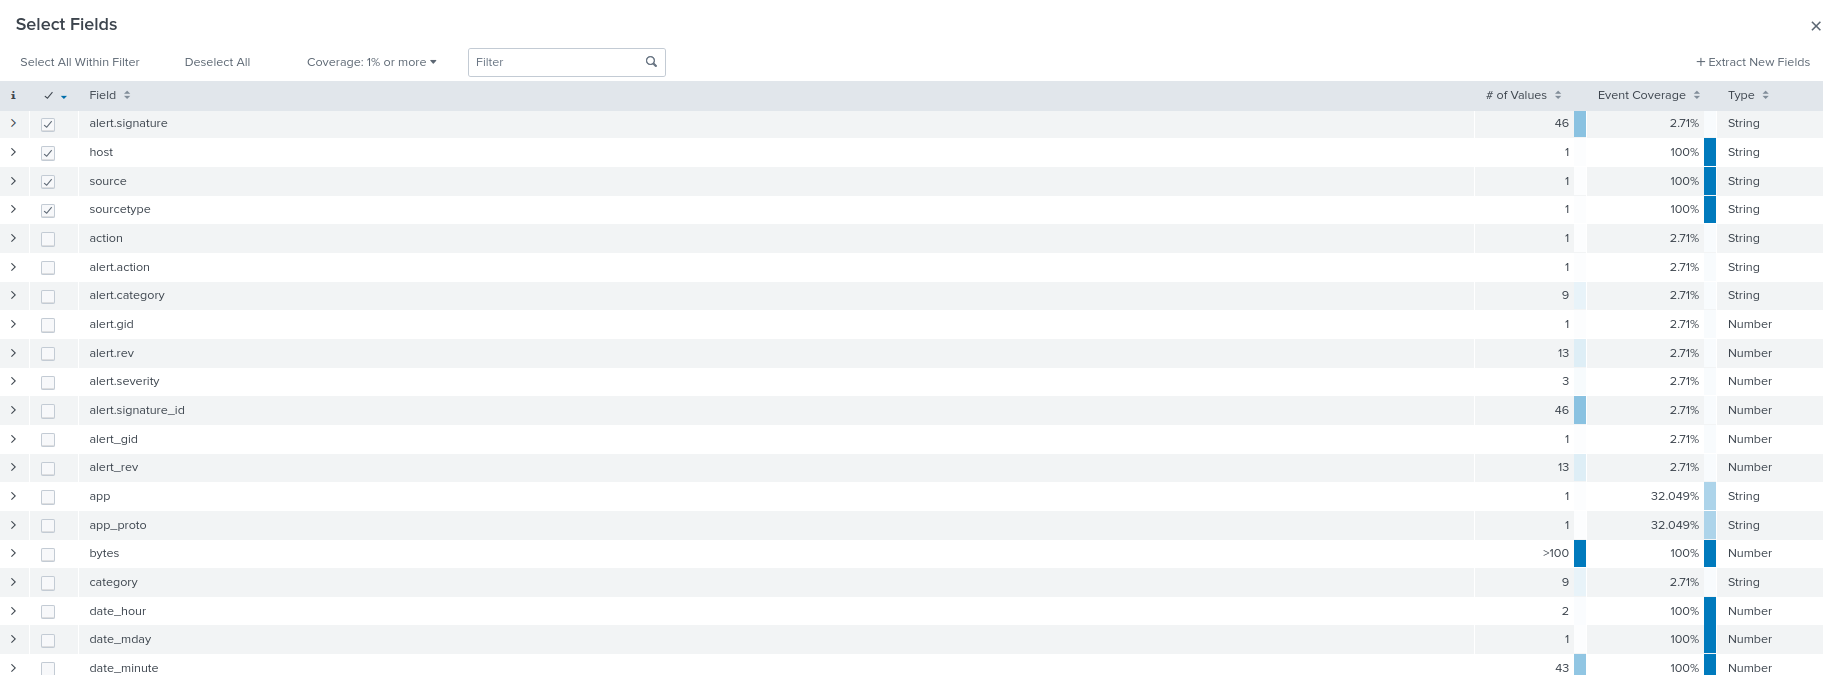 Select Fields
Select All Within Filter Deselect All Coverage: 1% or more Filter + Extract New Fields
i Field # of Values Event Coverage Type
alert.signature 46 2.71% String
host 1 100% String
source 1 100% String
sourcetype 1 100% String
action 1 2.71% String
alert.action 1 2.71% String
alert.category 9 2.71% String
alert.gid 1 2.71% Number
alert.rev 13 2.71% Number
alert.severity 3 2.71% Number
alert.signature_id 46 2.71% Number
alert_gid 1 2.71% Number
alert_rev 13 2.71% Number
app 1 32.049% String
app_proto 1 32.049% String
bytes >100 100% Number
category 9 2.71% String
date_hour 2 100% Number
date_mday 1 100% Number
date_minute 43 100% Number